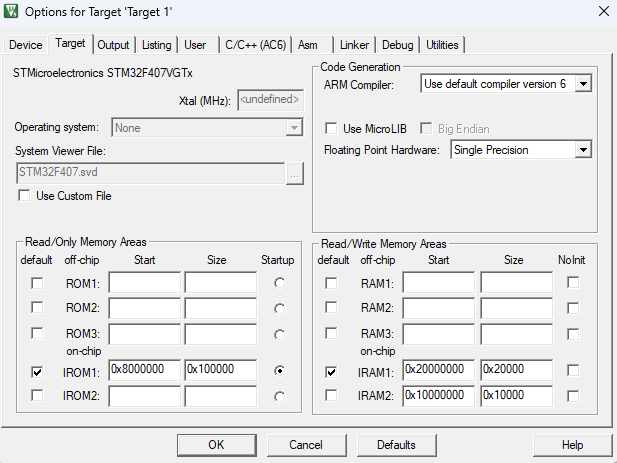 Options for Target 'Target 1'
Device Target Output Listing User C/C++ (AC6) Asm Linker Debug Utilities
STMicroelectronics STM32F407VGTx
Xtal (MHz): <undefined>
Operating system: None
System Viewer File:
STM32F407.svd ...
Use Custom File
Code Generation
ARM Compiler: Use default compiler version 6
Use MicroLIB Big Endian
Floating Point Hardware: Single Precision
Read/Only Memory Areas
default off-chip Start Size Startup
ROM1:
ROM2:
ROM3:
on-chip
IROM1: 0x8000000 0x100000
IROM2:
Read/Write Memory Areas
default off-chip Start Size NoInit
RAM1:
RAM2:
RAM3:
on-chip
IRAM1: 0x20000000 0x20000
IRAM2: 0x10000000 0x10000
OK Cancel Defaults Help